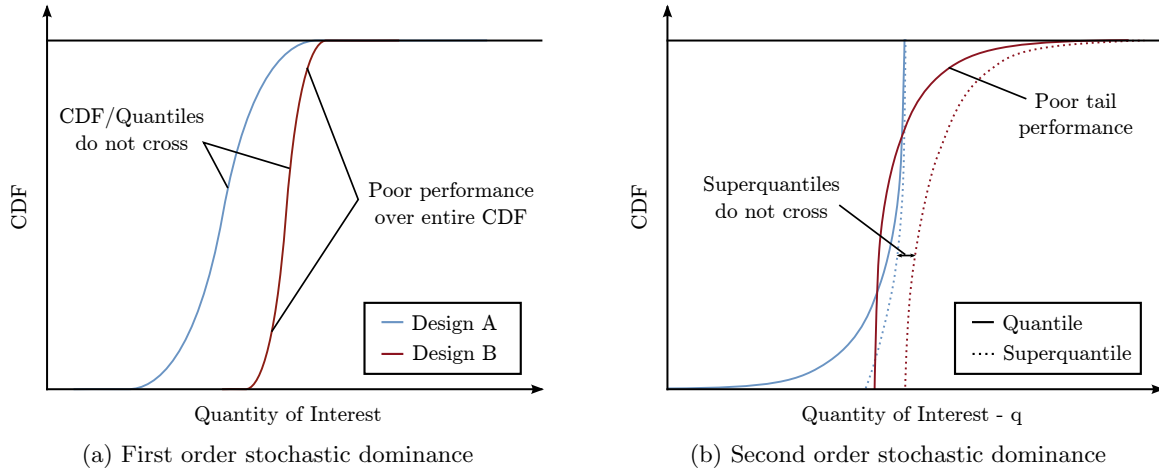 CDF
CDF/Quantiles
do not cross
Poor performance
over entire CDF
Design A
Design B
Quantity of Interest
(a) First order stochastic dominance
CDF
Superquantiles
do not cross
Poor tail
performance
Quantile
Superquantile
Quantity of Interest - q
(b) Second order stochastic dominance